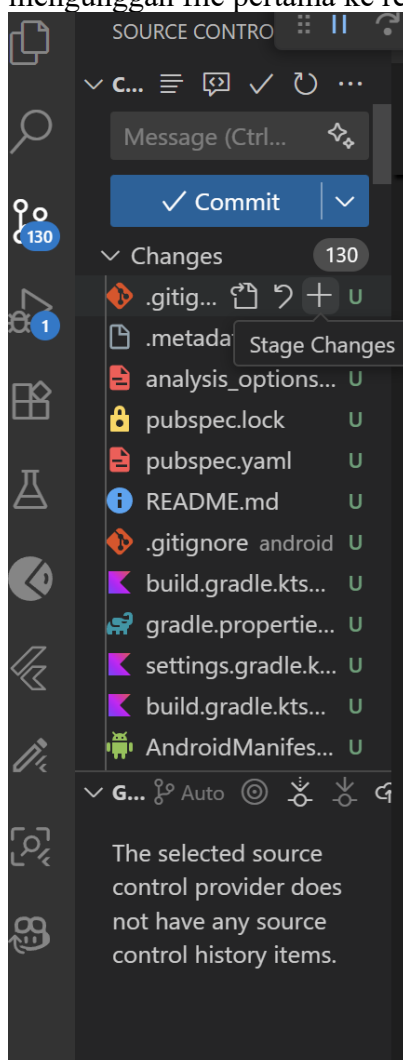 SOURCE CONTRO
C...
Message (Ctrl...
Commit
130
Changes 130
.gitig... U
Stage Changes
.metada
1
analysis_options... U
pubspec.lock U
pubspec.yaml U
README.md U
.gitignore android U
build.gradle.kts... U
gradle.propertie... U
settings.gradle.k... U
build.gradle.kts... U
AndroidManifes... U
G... Auto
The selected source
control provider does
not have any source
control history items.